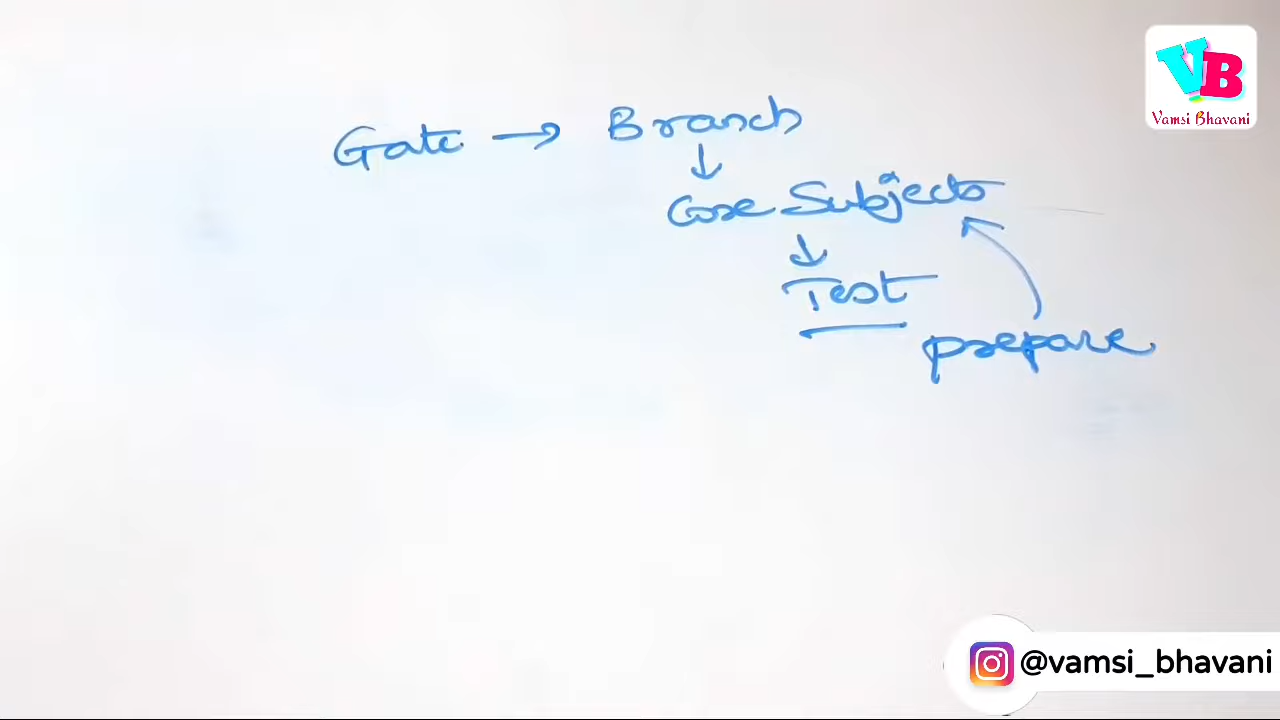 VB
Vamsi Bhavani
Gate → Branch
↓
Core Subjects
↓
Test
prepare
@vamsi_bhavani